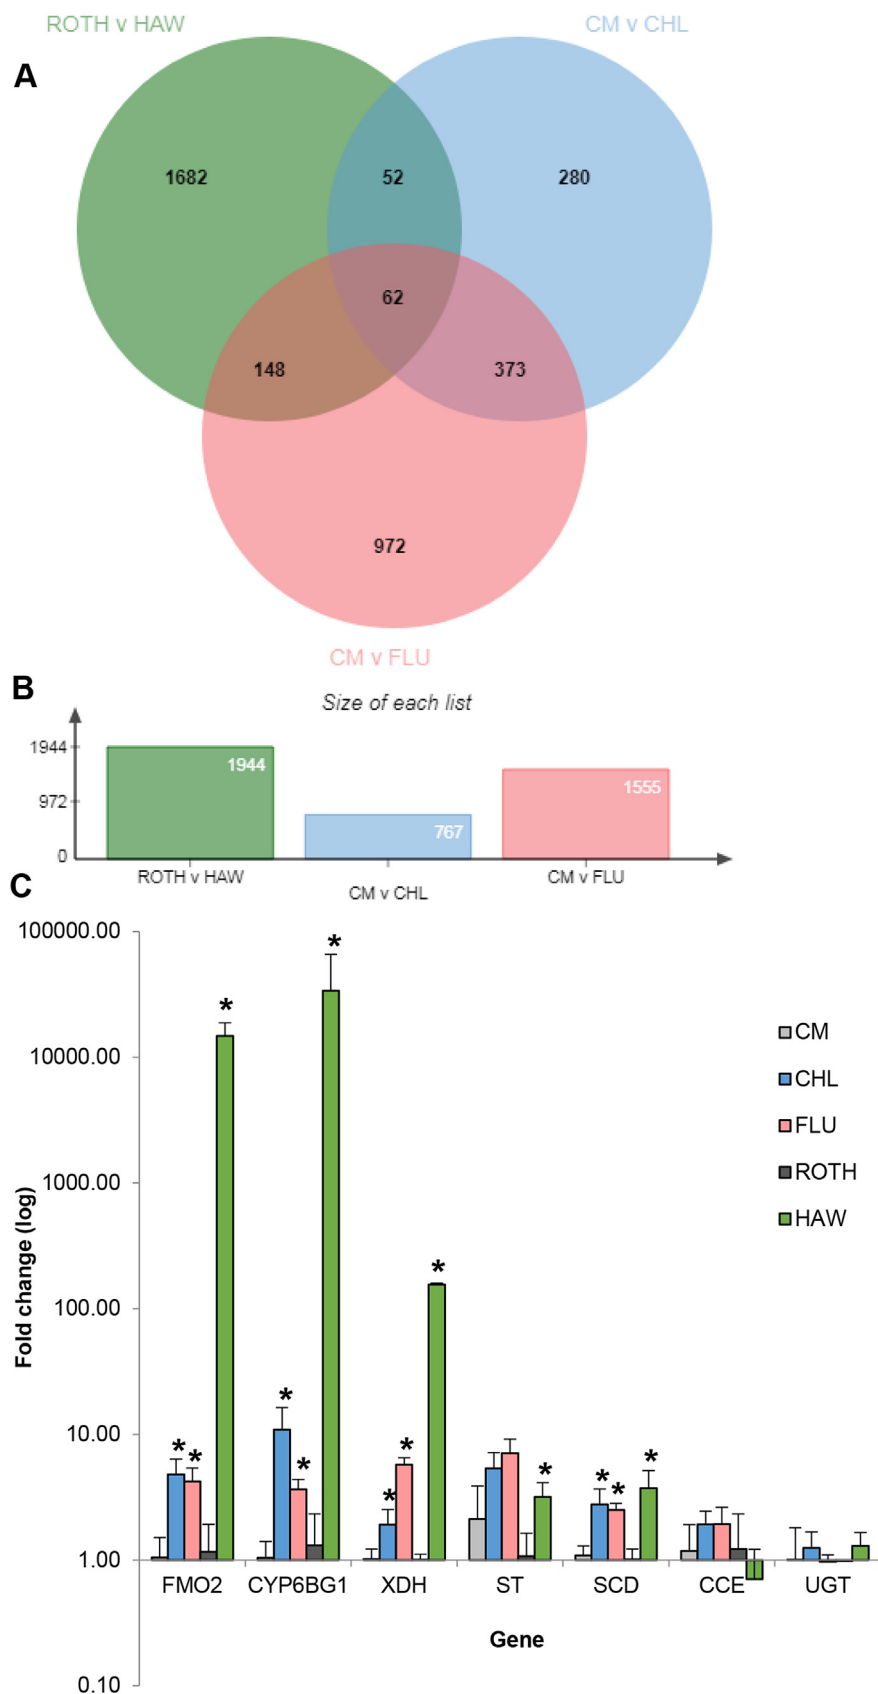 ROTH v HAW
CM v CHL
A
1682
52
280
62
148
373
972
CM v FLU
B
Size of each list
1944
1944
972
1555
767
0
ROTH v HAW
CM v CHL
CM v FLU
C
100000.00
*
*
10000.00
1000.00
100.00
10.00
1.00
0.10
Fold change (log)
CM
CHL
FLU
ROTH
HAW
*
*
*
* *
*
*
*
* *
*
FMO2
CYP6BG1
XDH
ST
SCD
CCE
UGT
Gene